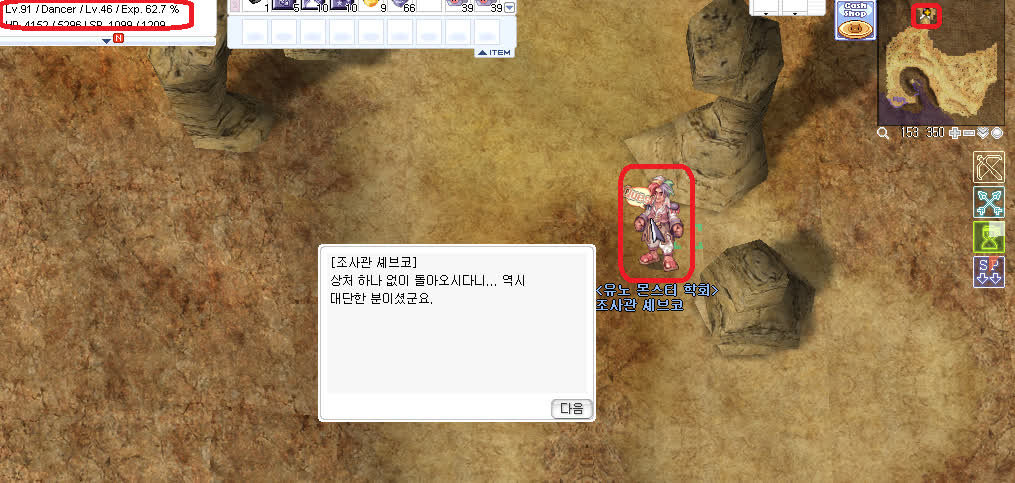 Lv.91 / Dancer / Lv.46 / Exp. 62.7 %
HP. 4152 / 5296 | SP. 1099 / 1209
N
1
5
10
10
9
66
39
39
ITEM
Cash
Shop
153 350
SP
[조사관 셰브코]
상처 하나 없이 돌아오시다니... 역시
대단한 분이셨군요.
다음
<유노 몬스터 학회>
조사관 셰브코